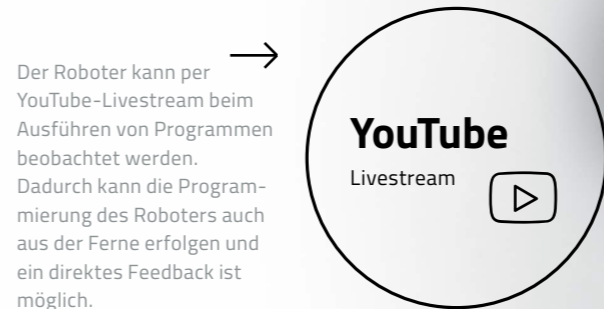 Der Roboter kann per
YouTube-Livestream beim
Ausführen von Programmen
beobachtet werden.
Dadurch kann die Program-
mierung des Roboters auch
aus der Ferne erfolgen und
ein direktes Feedback ist
möglich.
YouTube
Livestream